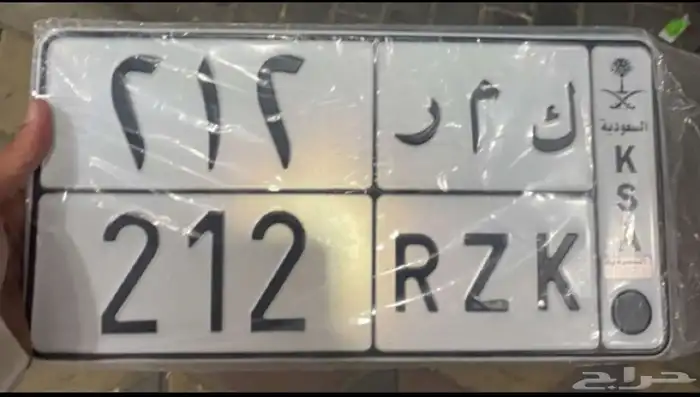 ٢١٢ ك م ر
212 RZK
السعودية
K
S
A
حراج